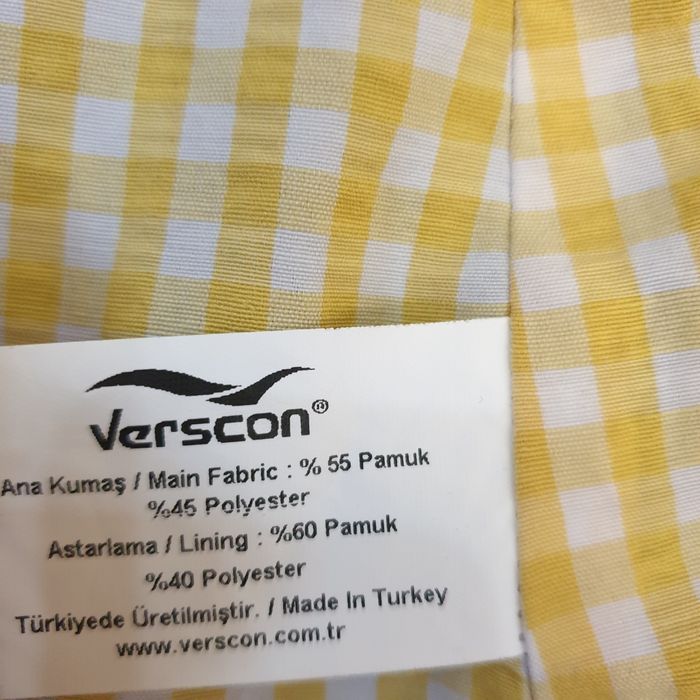 Verscon®
Ana Kumaş / Main Fabric : % 55 Pamuk
%45 Polyester
Astarlama / Lining : %60 Pamuk
%40 Polyester
Türkiyede Üretilmiştir. / Made In Turkey
www.verscon.com.tr